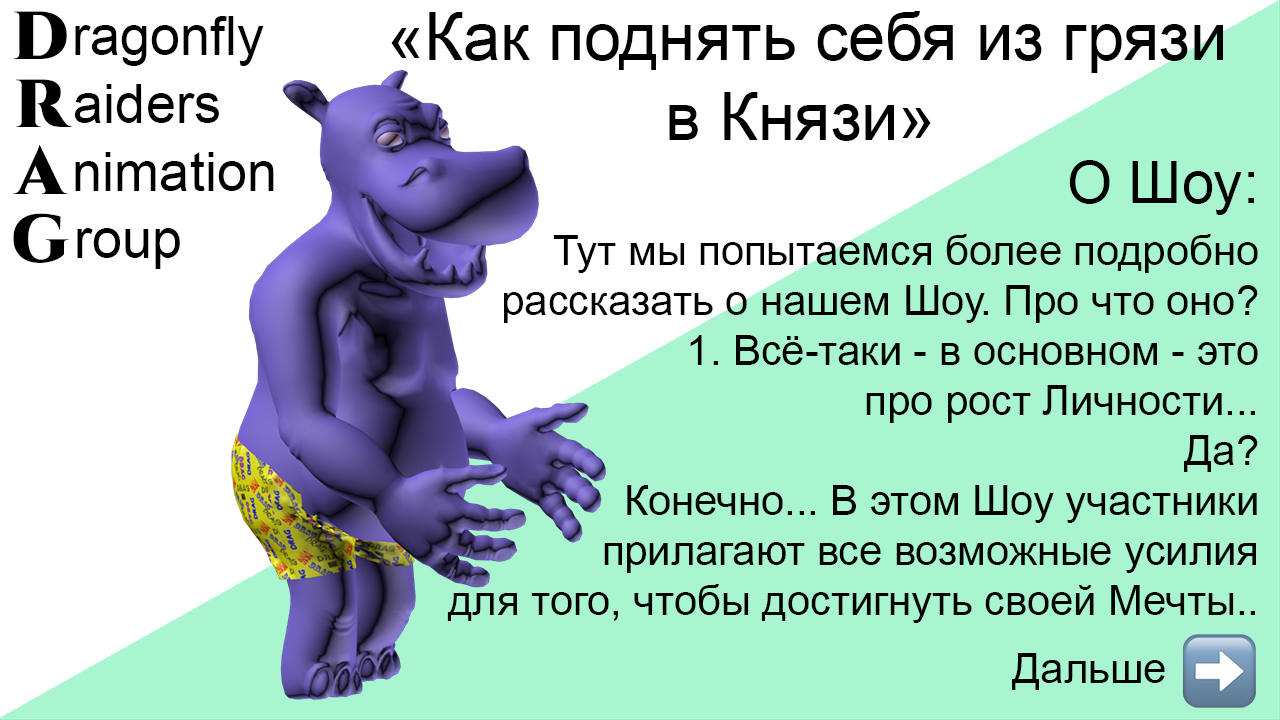 Dragonfly
Raiders
Animation
Group
«Как поднять себя из грязи
в Князи»
О Шоу:
Тут мы попытаемся более подробно
рассказать о нашем Шоу. Про что оно?
1. Всё-таки - в основном - это
про рост Личности...
Да?
Конечно... В этом Шоу участники
прилагают все возможные усилия
для того, чтобы достигнуть своей Мечты..
Дальше